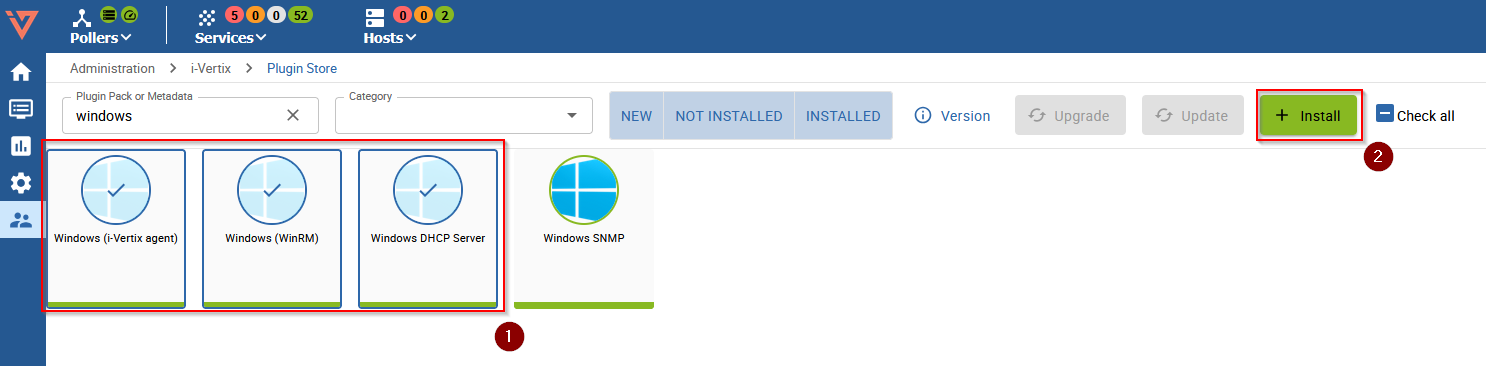 5 0 0 52
0 0 2
Pollers
Services
Hosts
Administration > i-Vertix > Plugin Store
Plugin Pack or Metadata
windows
Category
NEW
NOT INSTALLED
INSTALLED
Version
Upgrade
Update
+ Install
Check all
2
Windows (i-Vertix agent)
Windows (WinRM)
Windows DHCP Server
Windows SNMP
1